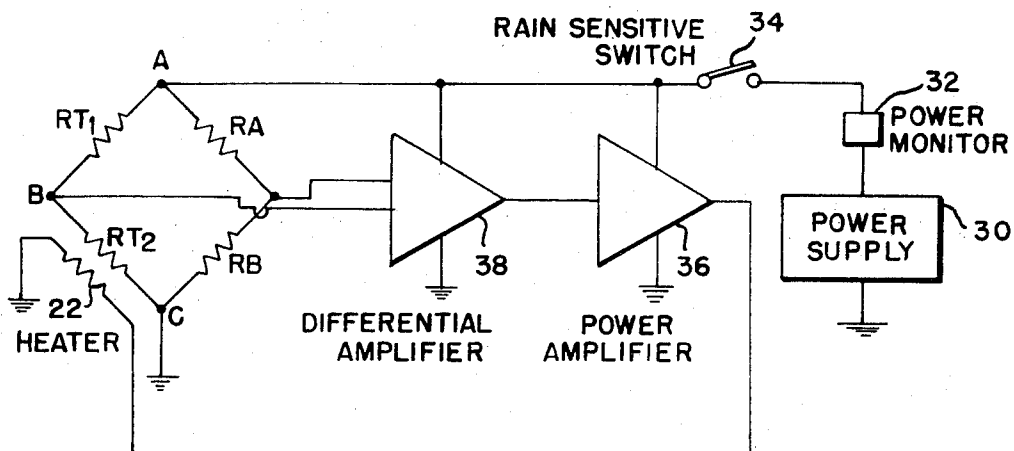 RAIN SENSITIVE
SWITCH
34
A
32
POWER
MONITOR
RT1
RA
B
RT2
RB
POWER
SUPPLY
30
38
36
22
HEATER
C
DIFFERENTIAL
AMPLIFIER
POWER
AMPLIFIER